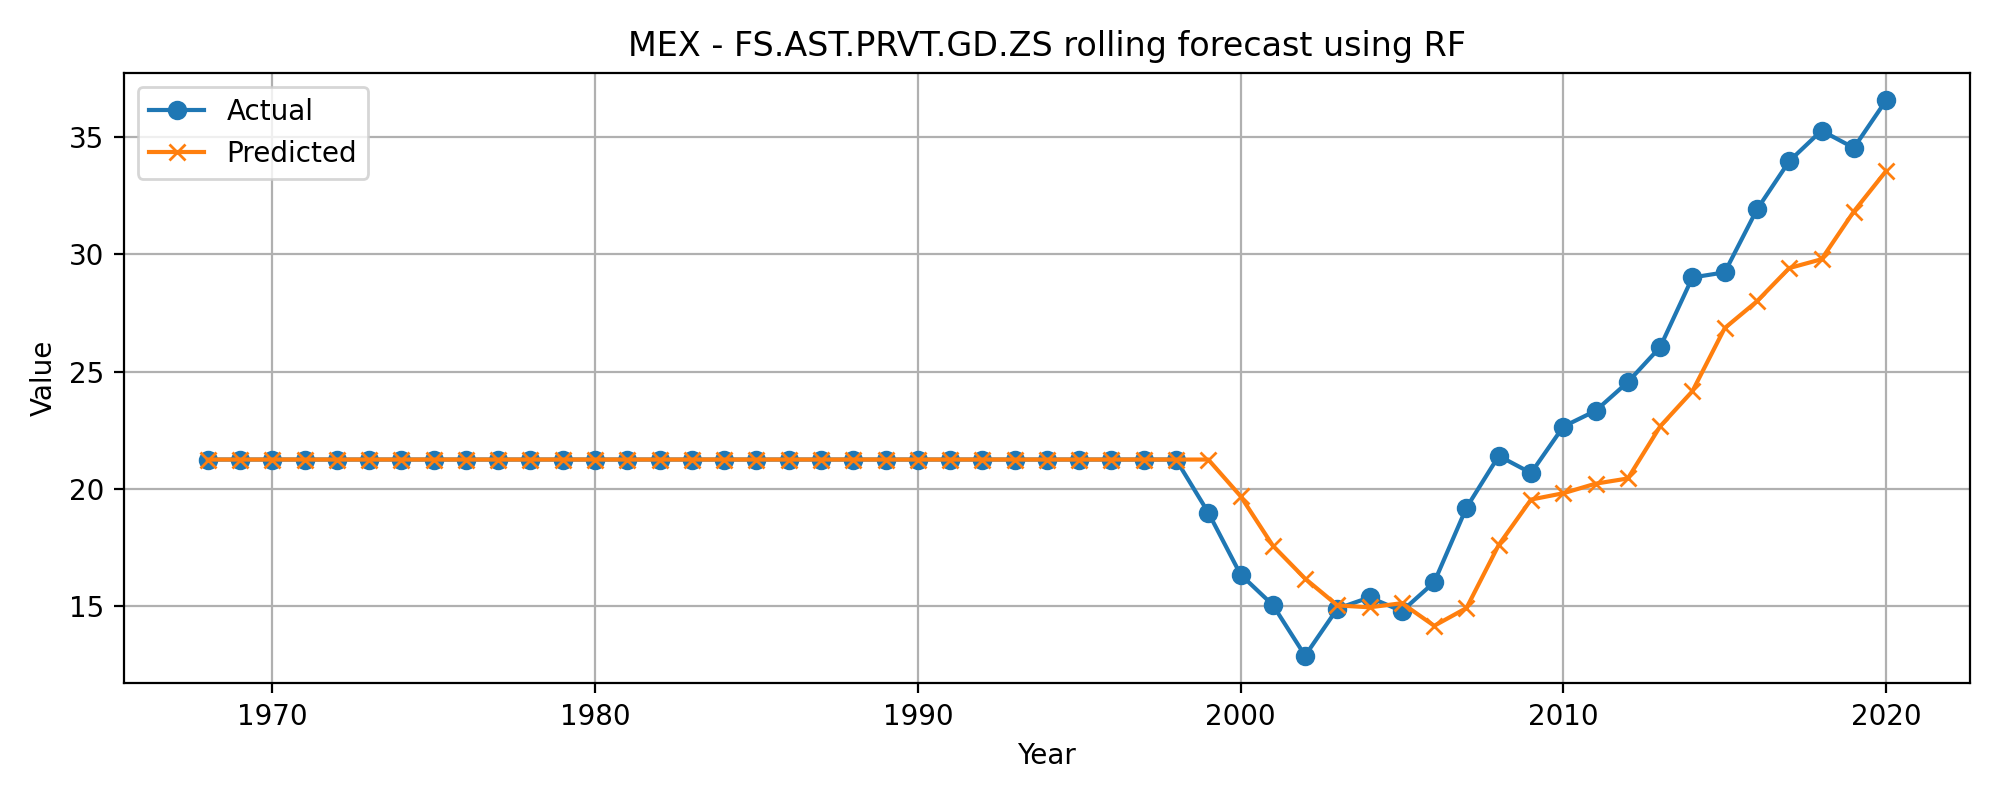 MEX - FS.AST.PRVT.GD.ZS rolling forecast using RF
Actual
Predicted
Value
35
30
25
20
15
1970 1980 1990 2000 2010 2020
Year